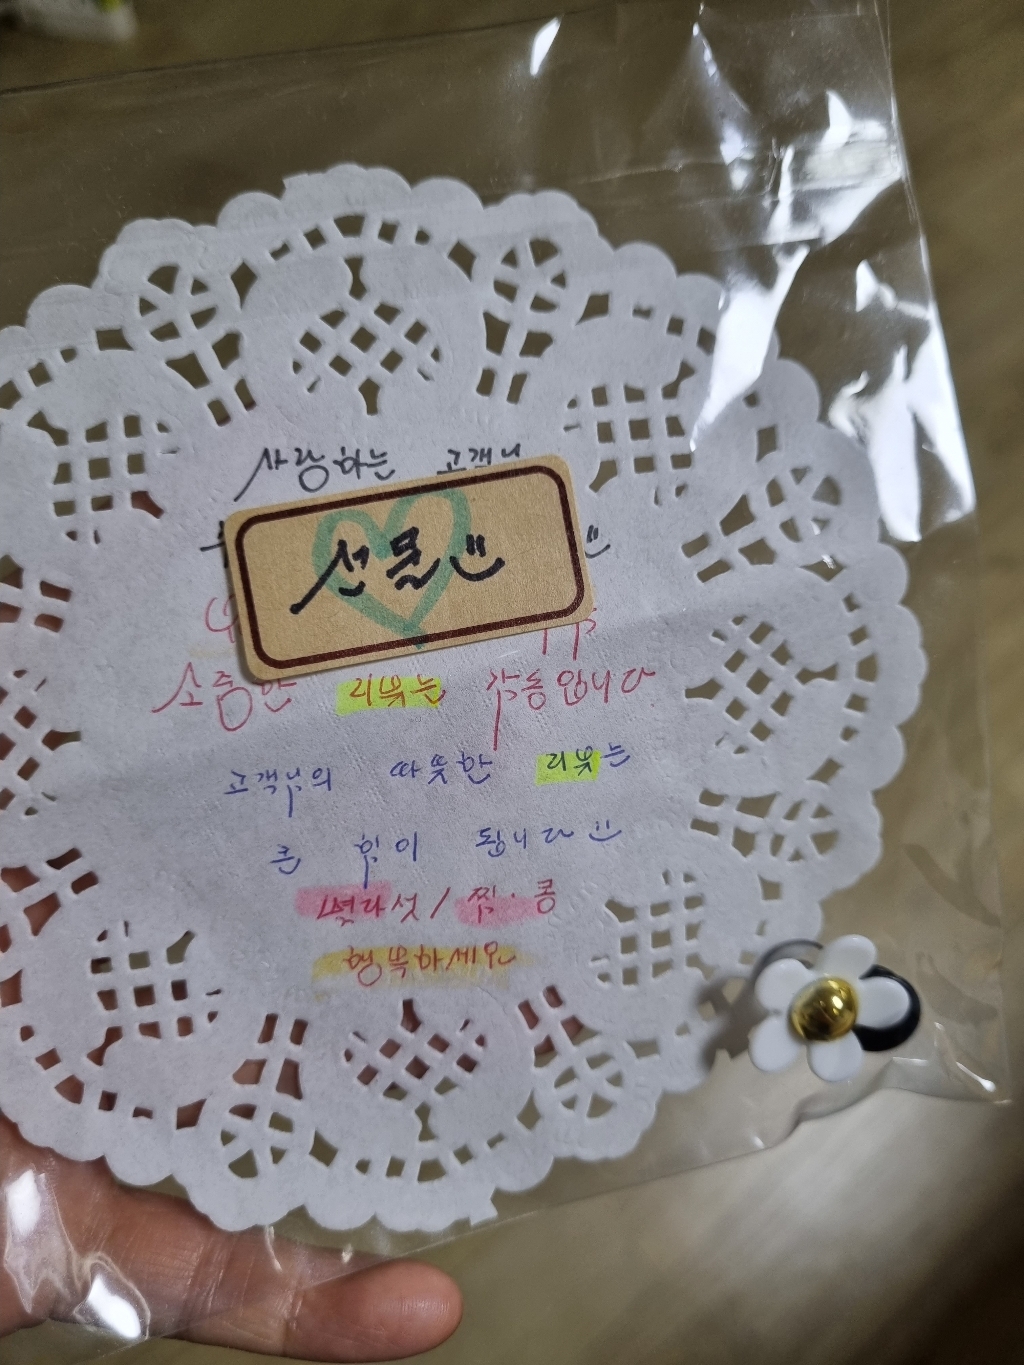 사랑하는 고객님
선물
소중한 리뷰는 감동입니다
고객님의 따뜻한 리뷰는
큰 힘이 됩니다
별다섯 / 찜.콩
행복하세요